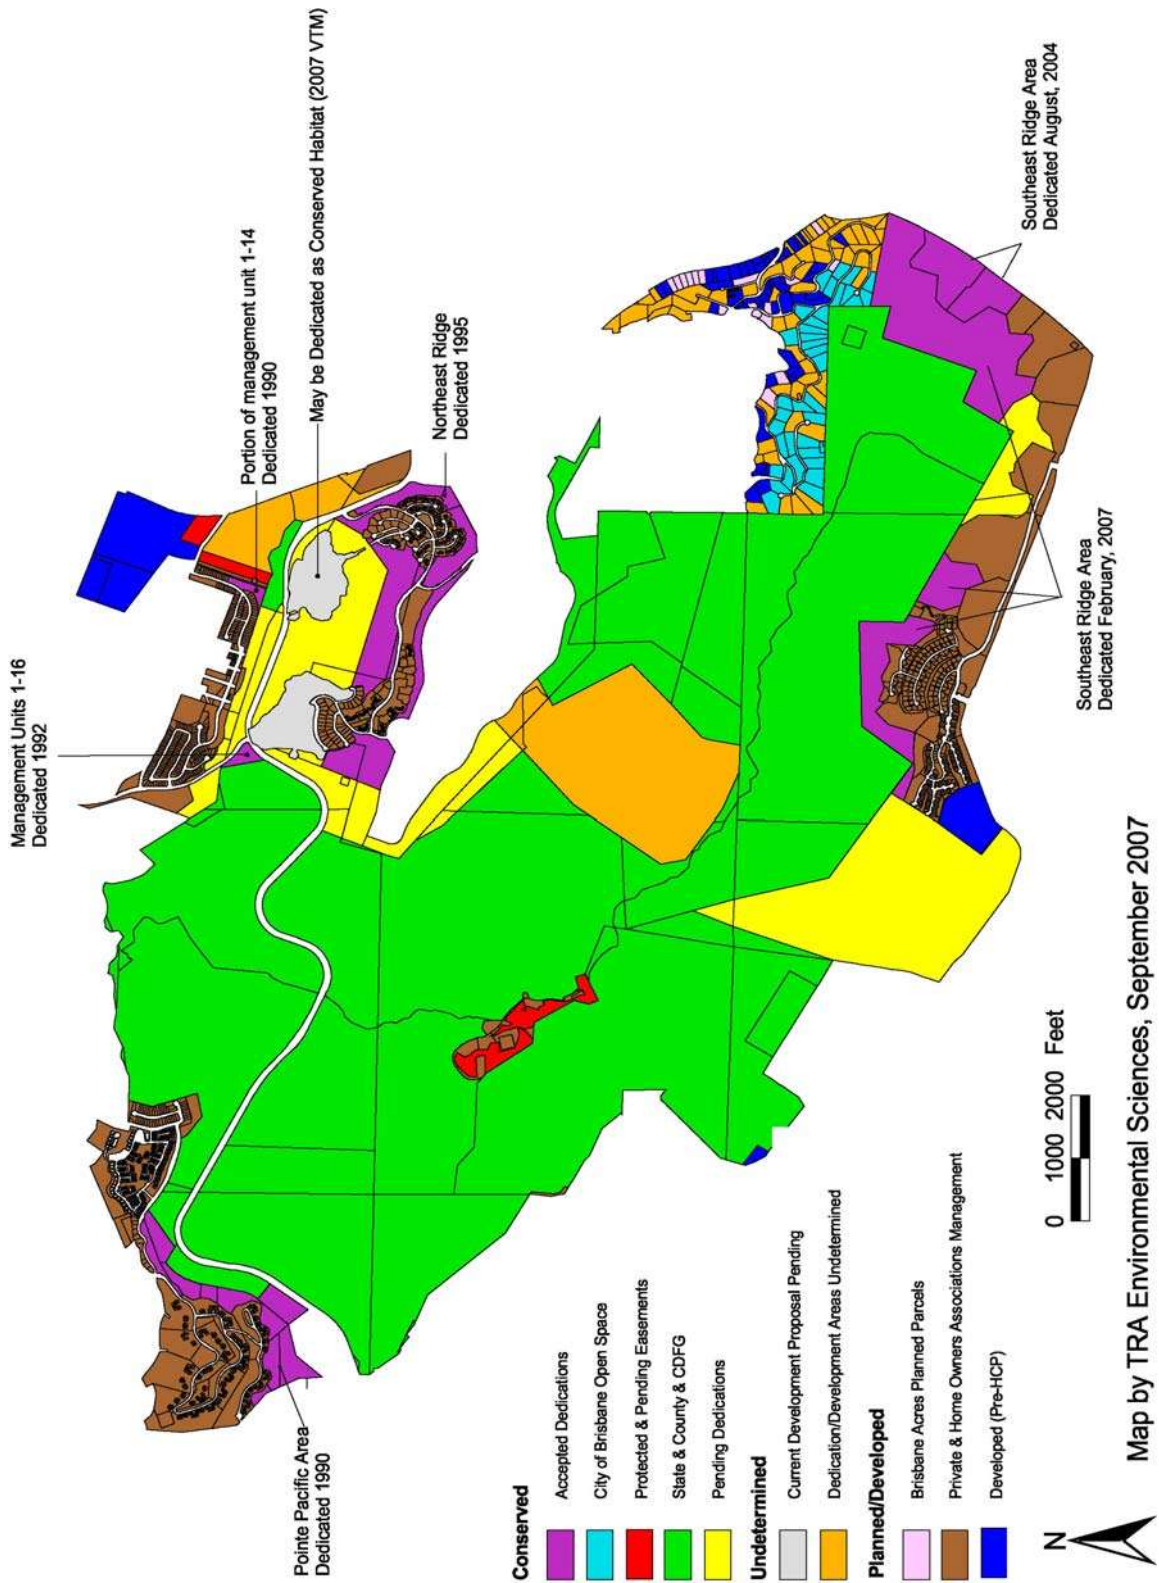 Management Units 1-16
Dedicated 1992
Portion of management unit 1-14
Dedicated 1990
May be Dedicated as Conserved Habitat (2007 VTM)
Northeast Ridge
Dedicated 1995
Pointe Pacific Area
Dedicated 1990
Southeast Ridge Area
Dedicated February, 2007
Southeast Ridge Area
Dedicated August, 2004
Conserved
Accepted Dedications
City of Brisbane Open Space
Protected & Pending Easements
State & County & CDFG
Pending Dedications
Undetermined
Current Development Proposal Pending
Dedication/Development Areas Undetermined
Planned/Developed
Brisbane Acres Planned Parcels
Private & Home Owners Associations Management
Developed (Pre-HCP)
N
0 1000 2000 Feet
Map by TRA Environmental Sciences, September 2007